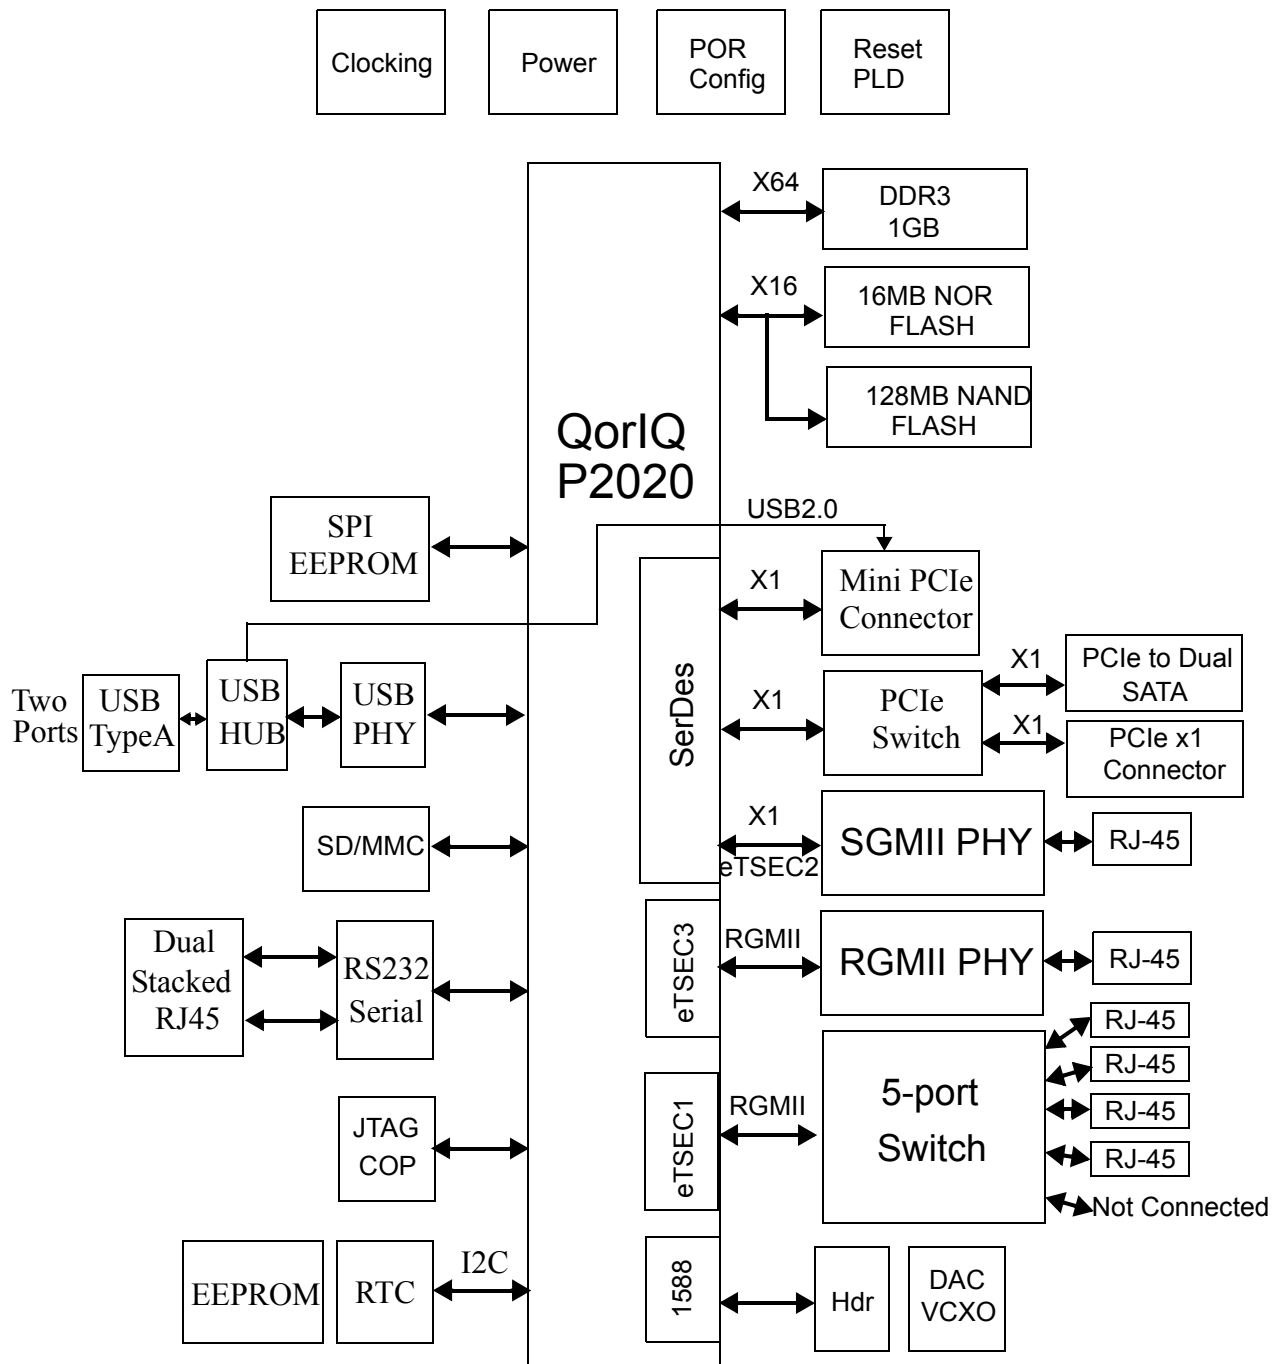 Clocking
Power
POR
Config
Reset
PLD
X64
DDR3
1GB
X16
16MB NOR
FLASH
128MB NAND
FLASH
QorIQ
P2020
USB2.0
SPI
EEPROM
Mini PCIe
Connector
X1
SerDes
Two
Ports
USB
TypeA
USB
HUB
USB
PHY
X1
PCIe
Switch
X1
PCIe to Dual
SATA
X1
PCIe x1
Connector
SD/MMC
X1
eTSEC2
SGMII PHY
RJ-45
Dual
Stacked
RJ45
RS232
Serial
eTSEC3
RGMII
RGMII PHY
RJ-45
JTAG
COP
eTSEC1
RGMII
5-port
Switch
RJ-45
RJ-45
RJ-45
RJ-45
Not Connected
EEPROM
RTC
I2C
1588
Hdr
DAC
VCXO